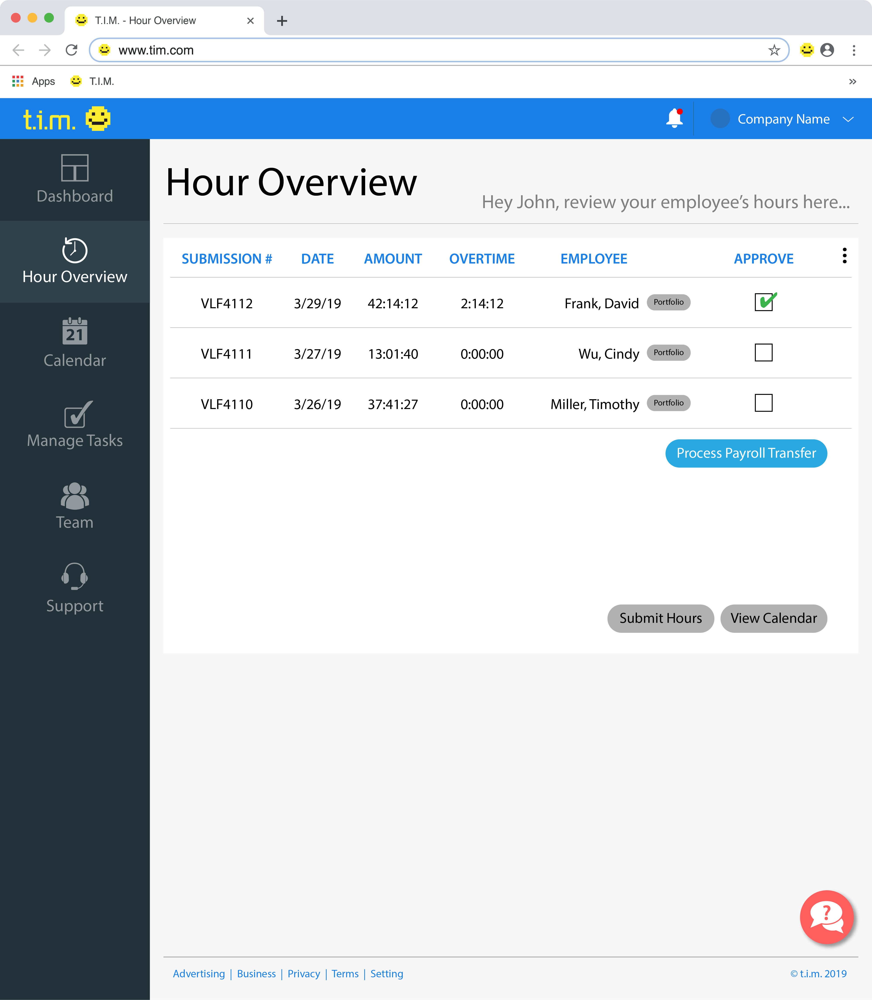 T.I.M. - Hour Overview
www.tim.com
Apps T.I.M.
t.i.m. Company Name
Dashboard
Hour Overview
Calendar
21
Manage Tasks
Team
Support
Hour Overview
Hey John, review your employee’s hours here...
SUBMISSION # DATE AMOUNT OVERTIME EMPLOYEE APPROVE
VLF4112 3/29/19 42:14:12 2:14:12 Frank, David Portfolio
VLF4111 3/27/19 13:01:40 0:00:00 Wu, Cindy Portfolio
VLF4110 3/26/19 37:41:27 0:00:00 Miller, Timothy Portfolio
Process Payroll Transfer
Submit Hours View Calendar
?
Advertising | Business | Privacy | Terms | Setting © t.i.m. 2019